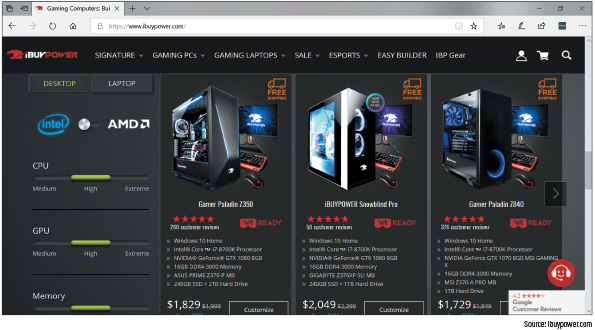 Gaming Computers: Bui
https://www.ibuypower.com/
iBUYPOWER
SIGNATURE
GAMING PCs
GAMING LAPTOPS
SALE
ESPORTS
EASY BUILDER
IBP Gear
DESKTOP
LAPTOP
intel
AMD
CPU
Medium
High
Extreme
GPU
Medium
High
Extreme
Memory
FREE
SHIPPING
Gamer Paladin Z350
260 customer reviews
VR READY
» Windows 10 Home
» Intel® Core™ i7-8700K Processor
» NVIDIA GeForce® GTX 1080 8GB
» 16GB DDR4-3000 Memory
» ASUS PRIME Z370-P MB
» 240GB SSD + 1TB Hard Drive
$1,829 $1,999
Customize
FREE
SHIPPING
iBUYPOWER Snowblind Pro
58 customer reviews
VR READY
» Windows 10 Home
» Intel® Core™ i7-8700K Processor
» NVIDIA GeForce® GTX 1080 8GB
» 16GB DDR4-3000 Memory
» GIGABYTE Z370XP SLI MB
» 240GB SSD + 1TB Hard Drive
$2,049 $2,399
Customize
FREE
SHIPPING
Gamer Paladin Z840
376 customer reviews
VR READY
» Windows 10 Home
» Intel® Core™ i7-8700K Processor
» NVIDIA GeForce® GTX 1070 8GB MSI GAMING
X
» 16GB DDR4-3000 Memory
» MSI Z370-A PRO MB
» 1TB Hard Drive
$1,729 $1,849
4.2
Google
Customer Reviews
Source: ibuypower.com